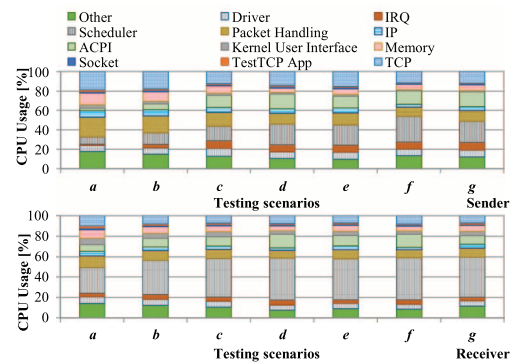 Other Driver IRQ
Scheduler Packet Handling IP
ACPI Kernel User Interface Memory
Socket TestTCP App TCP
CPU Usage [%]
100
80
60
40
20
0
a b c d e f g
Testing scenarios Sender
CPU Usage [%]
100
80
60
40
20
0
a b c d e f g
Testing scenarios Receiver